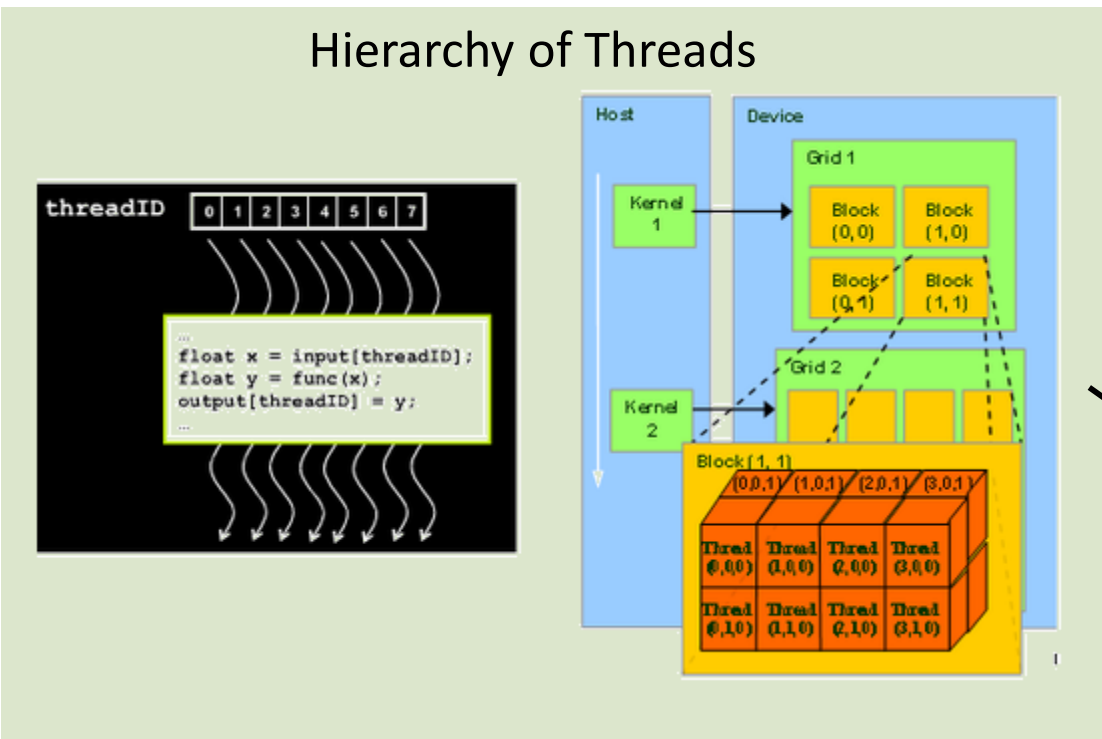 Hierarchy of Threads
threadID 0 1 2 3 4 5 6 7
...
float x = input[threadID];
float y = func(x);
output[threadID] = y;
...
Host
Device
Grid 1
Kernel
1
Block
(0, 0)
Block
(1, 0)
Block
(0, 1)
Block
(1, 1)
Grid 2
Kernel
2
Block (1, 1)
(0,0,1) (1,0,1) (2,0,1) (3,0,1)
Thread
(0,0,0)
Thread
(1,0,0)
Thread
(2,0,0)
Thread
(3,0,0)
Thread
(0,1,0)
Thread
(1,1,0)
Thread
(2,1,0)
Thread
(3,1,0)